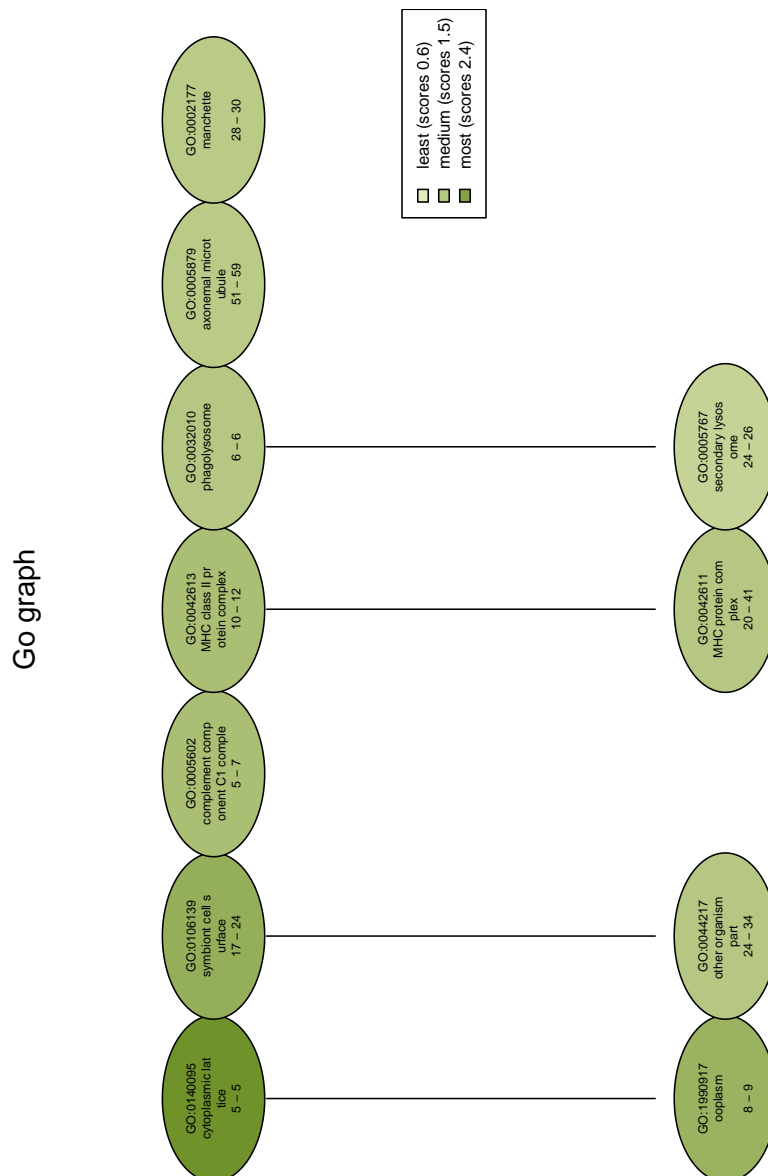 Go graph
GO:0002177
manchette
28 – 30
GO:0005879
axonemal microt
ubule
51 – 59
GO:0032010
phagolysosome
6 – 6
GO:0042613
MHC class II pr
otein complex
10 – 12
GO:0005602
complement comp
onent C1 comple
5 – 7
GO:0106139
symbiont cell s
urface
17 – 24
GO:0140095
cytoplasmic lat
tice
5 – 5
least (scores 0.6)
medium (scores 1.5)
most (scores 2.4)
GO:0005767
secondary lysos
ome
24 – 26
GO:0042611
MHC protein com
plex
20 – 41
GO:0044217
other organism
part
24 – 34
GO:1990917
ooplasm
8 – 9